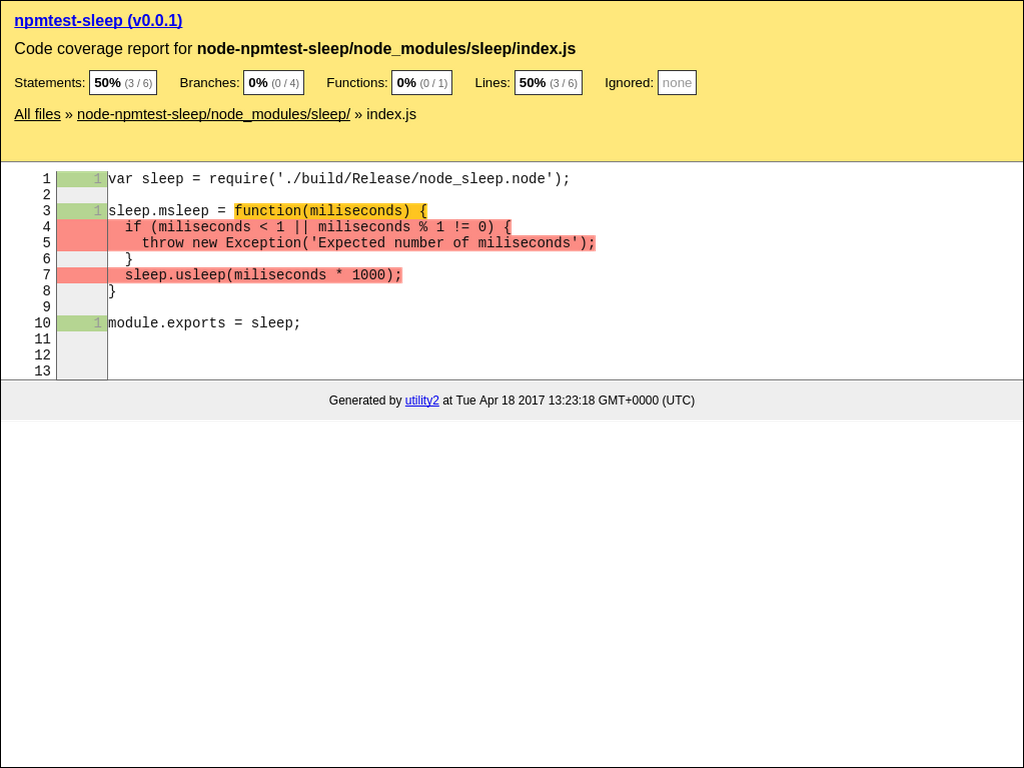 npmtest-sleep (v0.0.1)
Code coverage report for node-npmtest-sleep/node_modules/sleep/index.js
Statements: 50% (3 / 6) Branches: 0% (0 / 4) Functions: 0% (0 / 1) Lines: 50% (3 / 6) Ignored: none
All files » node-npmtest-sleep/node_modules/sleep/ » index.js
1 1 var sleep = require('./build/Release/node_sleep.node');
2
3 1 sleep.msleep = function(miliseconds) {
4   if (miliseconds < 1 || miliseconds % 1 != 0) {
5     throw new Exception('Expected number of miliseconds');
6   }
7   sleep.usleep(miliseconds * 1000);
8 }
9
10 1 module.exports = sleep;
11
12
13
Generated by utility2 at Tue Apr 18 2017 13:23:18 GMT+0000 (UTC)